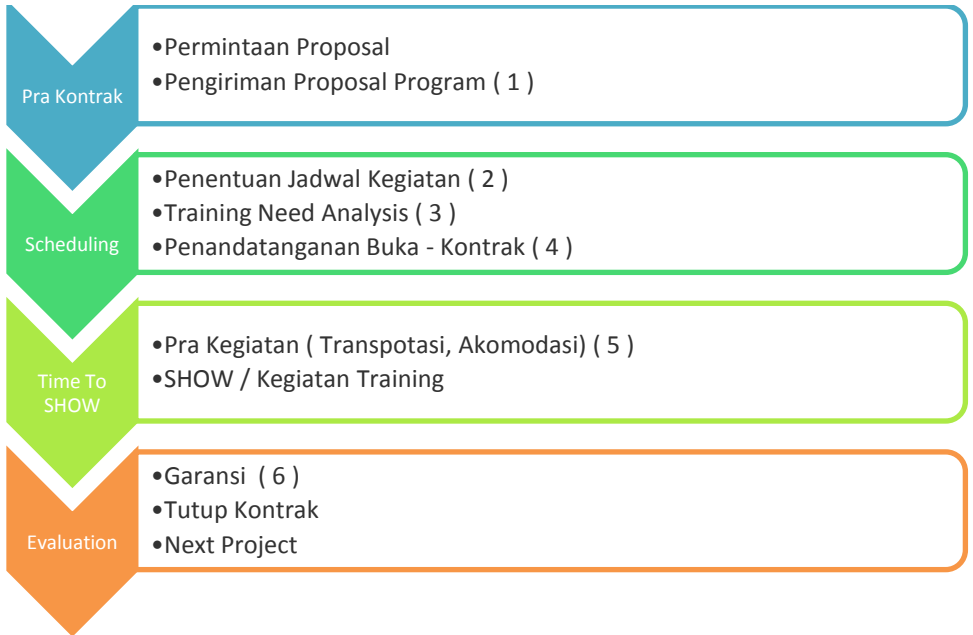 Pra Kontrak
•Permintaan Proposal
•Pengiriman Proposal Program ( 1 )
Scheduling
•Penentuan Jadwal Kegiatan ( 2 )
•Training Need Analysis ( 3 )
•Penandatanganan Buka - Kontrak ( 4 )
Time To
SHOW
•Pra Kegiatan ( Transpotasi, Akomodasi) ( 5 )
•SHOW / Kegiatan Training
Evaluation
•Garansi  ( 6 )
•Tutup Kontrak
•Next Project